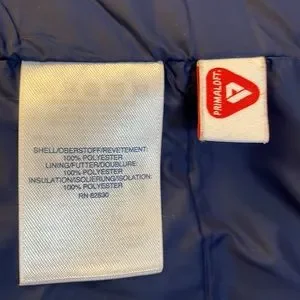 SHELL/OBERSTOFF/REVETEMENT:
100% POLYESTER
LINING/FUTTER/DOUBLURE:
100% POLYESTER
INSULATION/ISOLIERUNG/ISOLATION:
100% POLYESTER
RN 62830
PRIMALOFT